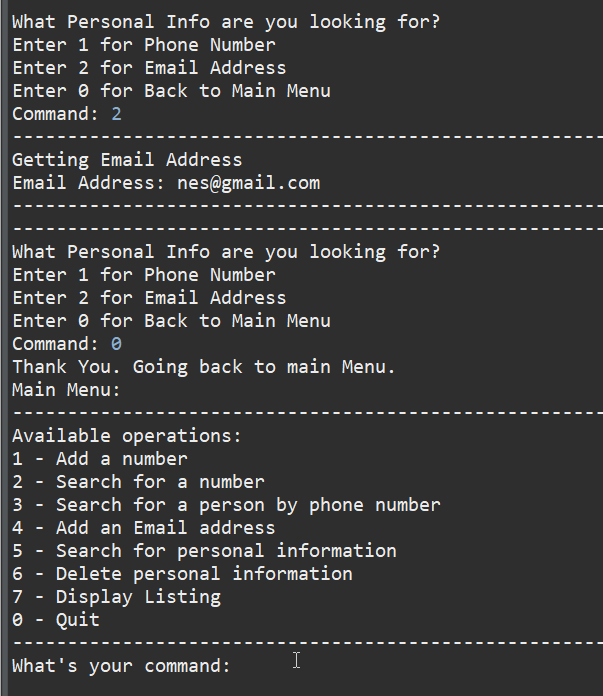 What Personal Info are you looking for?
Enter 1 for Phone Number
Enter 2 for Email Address
Enter 0 for Back to Main Menu
Command: 2
------------------------------------------------------
Getting Email Address
Email Address: nes@gmail.com
------------------------------------------------------
------------------------------------------------------
What Personal Info are you looking for?
Enter 1 for Phone Number
Enter 2 for Email Address
Enter 0 for Back to Main Menu
Command: 0
Thank You. Going back to main Menu.
Main Menu:
------------------------------------------------------
Available operations:
1 - Add a number
2 - Search for a number
3 - Search for a person by phone number
4 - Add an Email address
5 - Search for personal information
6 - Delete personal information
7 - Display Listing
0 - Quit
------------------------------------------------------
What's your command: